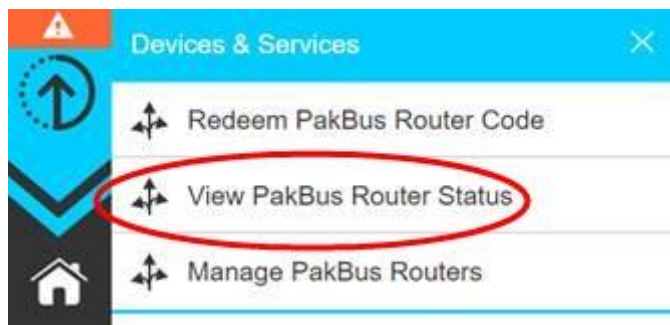 Devices & Services
Redeem PakBus Router Code
View PakBus Router Status
Manage PakBus Routers